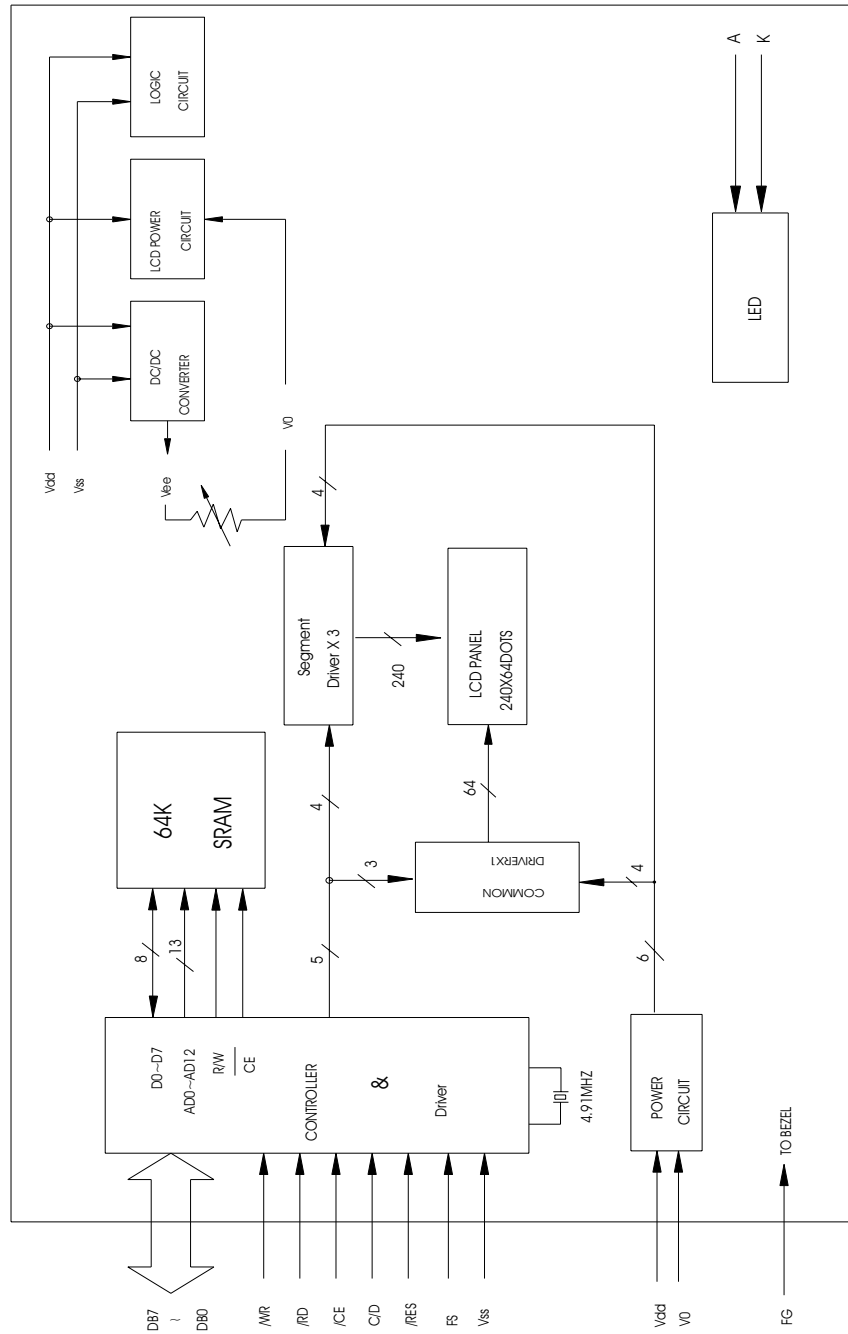 DB7
~
DB0
/WR
/RD
/CE
C/D
/RES
FS
Vss
D0~D7
AD0~AD12
R/W
CE
CONTROLLER
&
Driver
4.91MHZ
8
13
64K
SRAM
5
4
3
Segment
Driver X 3
4
240
COMMON
DRIVERX1
64
LCD PANEL
240X64DOTS
4
6
Vdd
V0
POWER
CIRCUIT
FG
TO BEZEL
Vdd
Vss
Vee
V0
DC/DC
CONVERTER
LCD POWER
CIRCUIT
LOGIC
CIRCUIT
LED
A
K